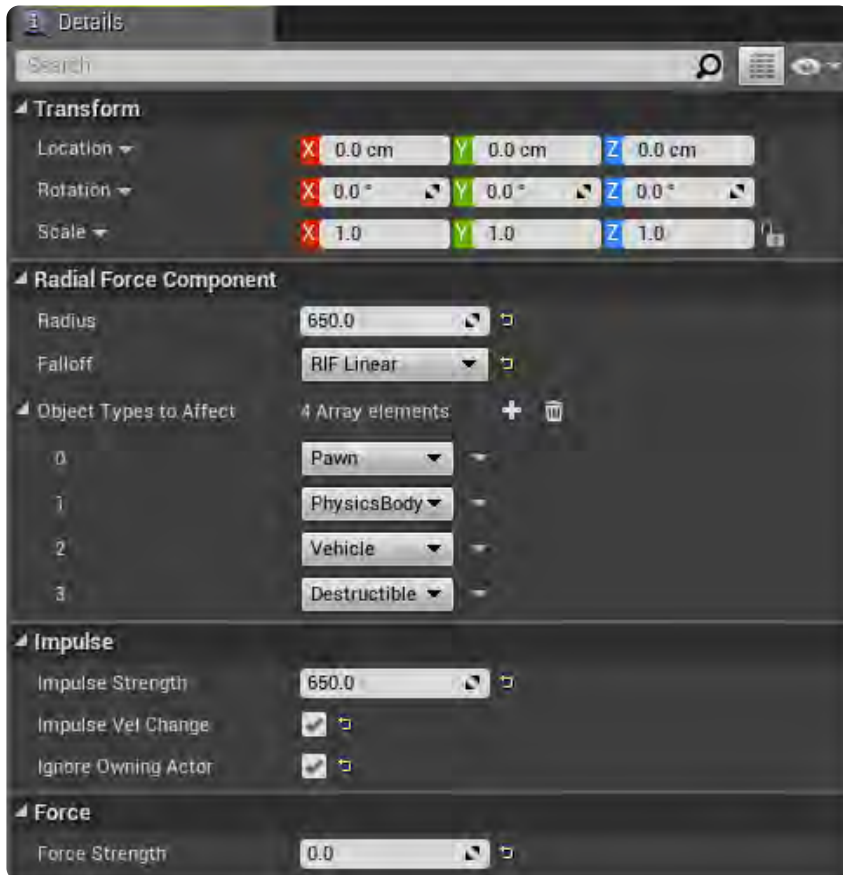 Details
Search
Transform
Location X 0.0 cm Y 0.0 cm Z 0.0 cm
Rotation X 0.0 ° Y 0.0 ° Z 0.0 °
Scale X 1.0 Y 1.0 Z 1.0
Radial Force Component
Radius 650.0
Falloff RIF Linear
Object Types to Affect 4 Array elements
0 Pawn
1 PhysicsBody
2 Vehicle
3 Destructible
Impulse
Impulse Strength 650.0
Impulse Vel Change
Ignore Owning Actor
Force
Force Strength 0.0